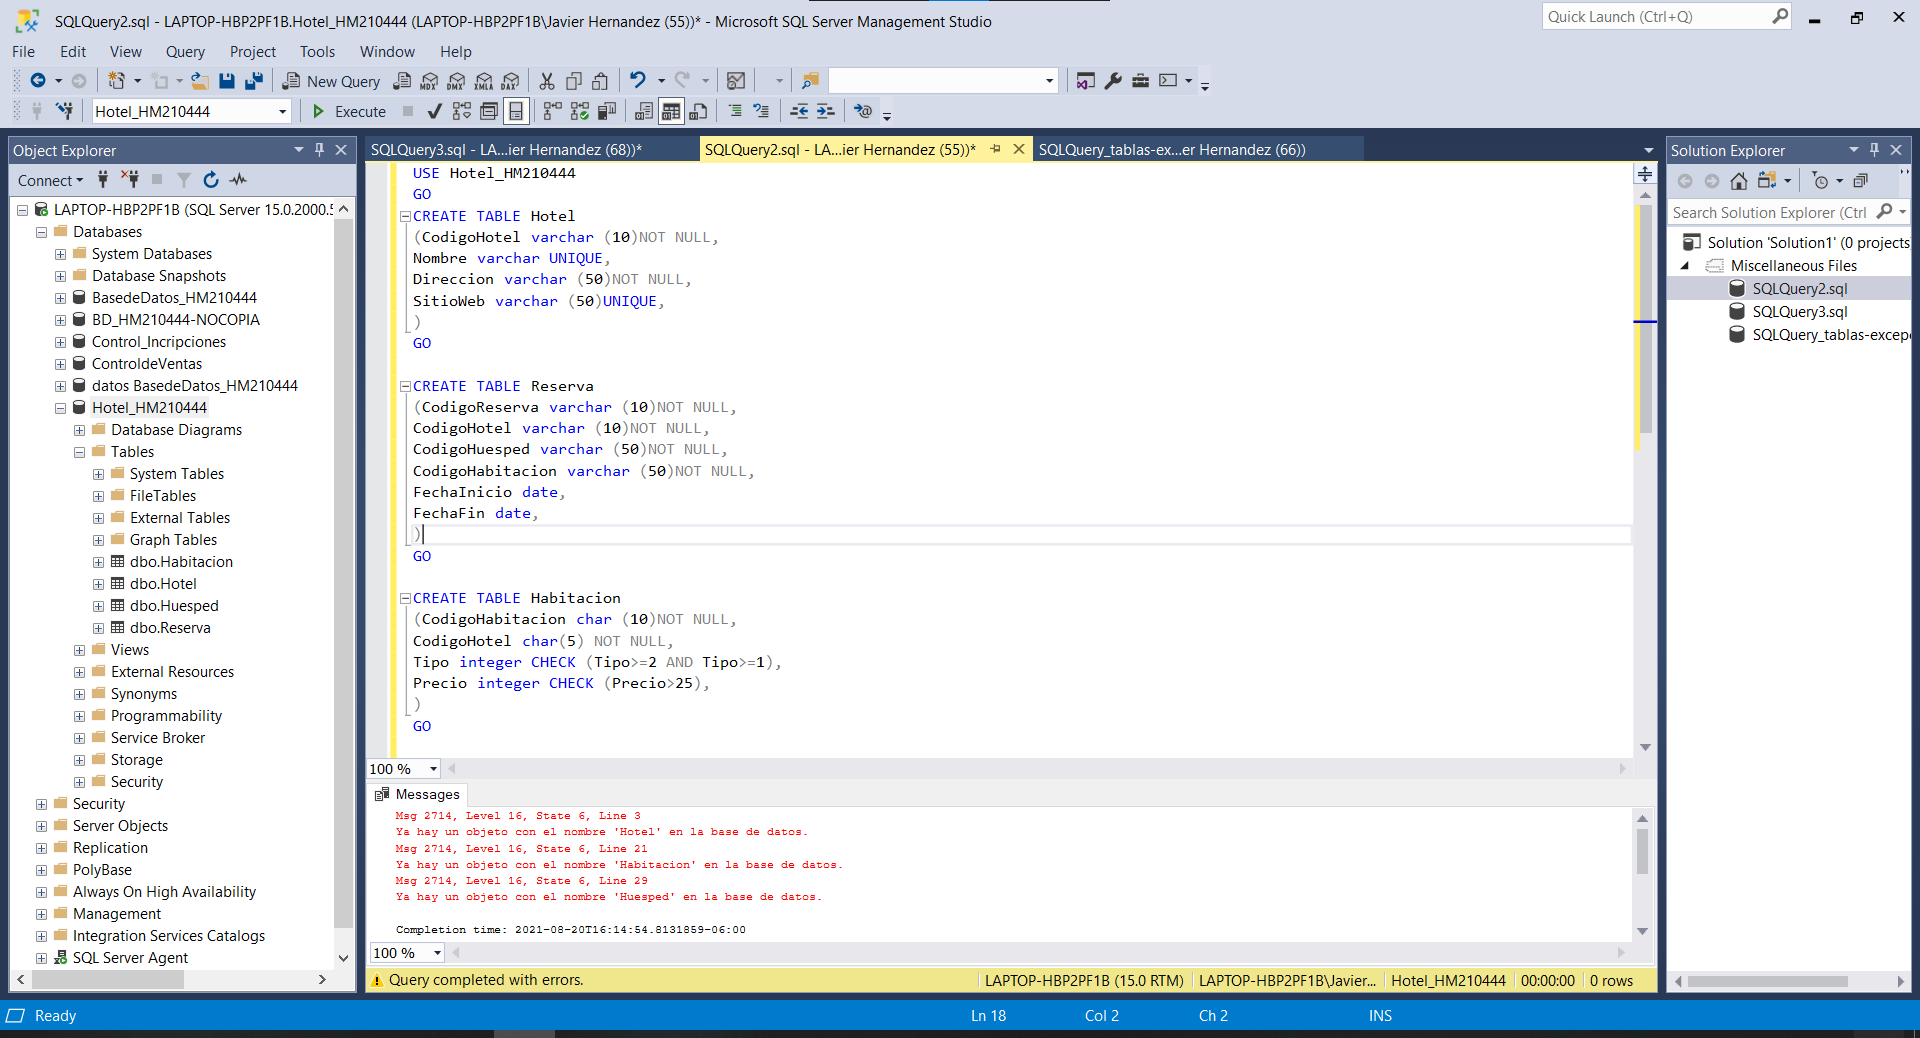 SQLQuery2.sql - LAPTOP-HBP2PF1B.Hotel_HM210444 (LAPTOP-HBP2PF1B\Javier Hernandez (55))* - Microsoft SQL Server Management Studio
Quick Launch (Ctrl+Q)
File Edit View Query Project Tools Window Help
New Query MDX DMX XMLA DAX
Hotel_HM210444 Execute
Object Explorer
Connect
LAPTOP-HBP2PF1B (SQL Server 15.0.2000.5
Databases
System Databases
Database Snapshots
BasedeDatos_HM210444
BD_HM210444-NOCOPIA
Control_Incripciones
ControldeVentas
datos BasedeDatos_HM210444
Hotel_HM210444
Database Diagrams
Tables
System Tables
FileTables
External Tables
Graph Tables
dbo.Habitacion
dbo.Hotel
dbo.Huesped
dbo.Reserva
Views
External Resources
Synonyms
Programmability
Service Broker
Storage
Security
Security
Server Objects
Replication
PolyBase
Always On High Availability
Management
Integration Services Catalogs
SQL Server Agent
SQLQuery3.sql - LA...ier Hernandez (68))*
SQLQuery2.sql - LA...ier Hernandez (55))*
SQLQuery_tablas-ex...er Hernandez (66))
USE Hotel_HM210444
GO
CREATE TABLE Hotel
(CodigoHotel varchar (10)NOT NULL,
Nombre varchar UNIQUE,
Direccion varchar (50)NOT NULL,
SitioWeb varchar (50)UNIQUE,
)
GO
CREATE TABLE Reserva
(CodigoReserva varchar (10)NOT NULL,
CodigoHotel varchar (10)NOT NULL,
CodigoHuesped varchar (50)NOT NULL,
CodigoHabitacion varchar (50)NOT NULL,
FechaInicio date,
FechaFin date,
)
GO
CREATE TABLE Habitacion
(CodigoHabitacion char (10)NOT NULL,
CodigoHotel char(5) NOT NULL,
Tipo integer CHECK (Tipo>=2 AND Tipo>=1),
Precio integer CHECK (Precio>25),
)
GO
100 %
Messages
Msg 2714, Level 16, State 6, Line 3
Ya hay un objeto con el nombre 'Hotel' en la base de datos.
Msg 2714, Level 16, State 6, Line 21
Ya hay un objeto con el nombre 'Habitacion' en la base de datos.
Msg 2714, Level 16, State 6, Line 29
Ya hay un objeto con el nombre 'Huesped' en la base de datos.
Completion time: 2021-08-20T16:14:54.8131859-06:00
100 %
Query completed with errors. LAPTOP-HBP2PF1B (15.0 RTM) LAPTOP-HBP2PF1B\Javier... Hotel_HM210444 00:00:00 0 rows
Solution Explorer
Search Solution Explorer (Ctrl
Solution 'Solution1' (0 projects
Miscellaneous Files
SQLQuery2.sql
SQLQuery3.sql
SQLQuery_tablas-excep
Ready Ln 18 Col 2 Ch 2 INS